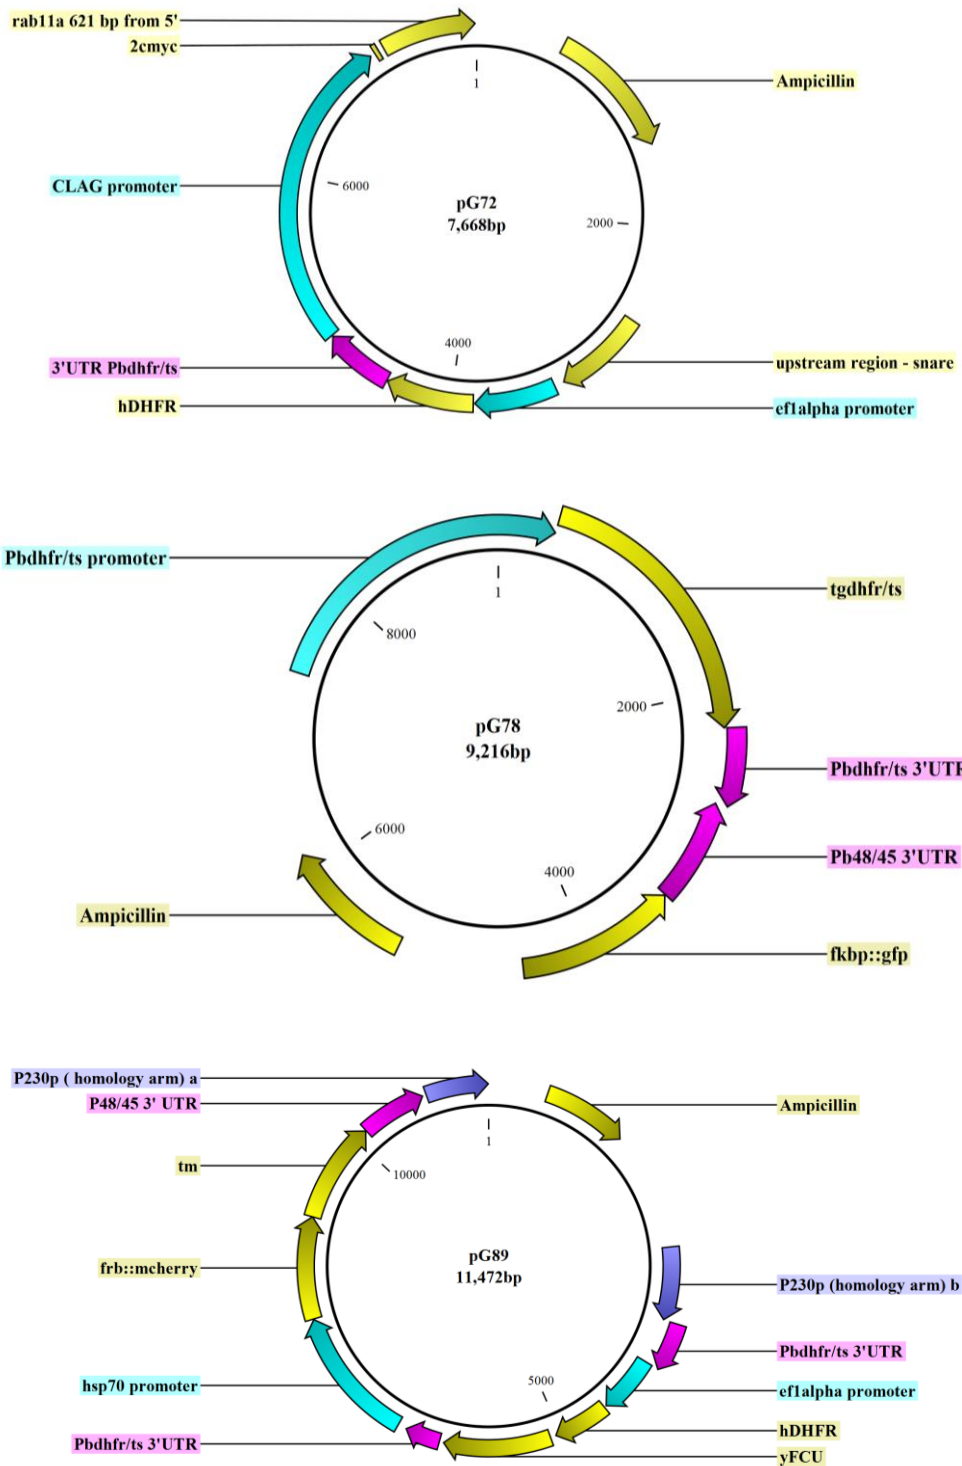 rab11a 621 bp from 5'
2cmyc
1
Ampicillin
CLAG promoter
6000
pG72
7,668bp
2000
4000
3'UTR Pbdhfr/ts
upstream region - snare
hDHFR
ef1alpha promoter
Pbdhfr/ts promoter
1
tgdhfr/ts
8000
2000
pG78
9,216bp
Pbdhfr/ts 3'UTR
6000
Pb48/45 3'UTR
4000
Ampicillin
fkbp::gfp
P230p ( homology arm) a
P48/45 3' UTR
Ampicillin
1
tm
10000
pG89
11,472bp
frb::mcherry
P230p (homology arm) b
Pbdhfr/ts 3'UTR
hsp70 promoter
5000
ef1alpha promoter
hDHFR
Pbdhfr/ts 3'UTR
yFCU